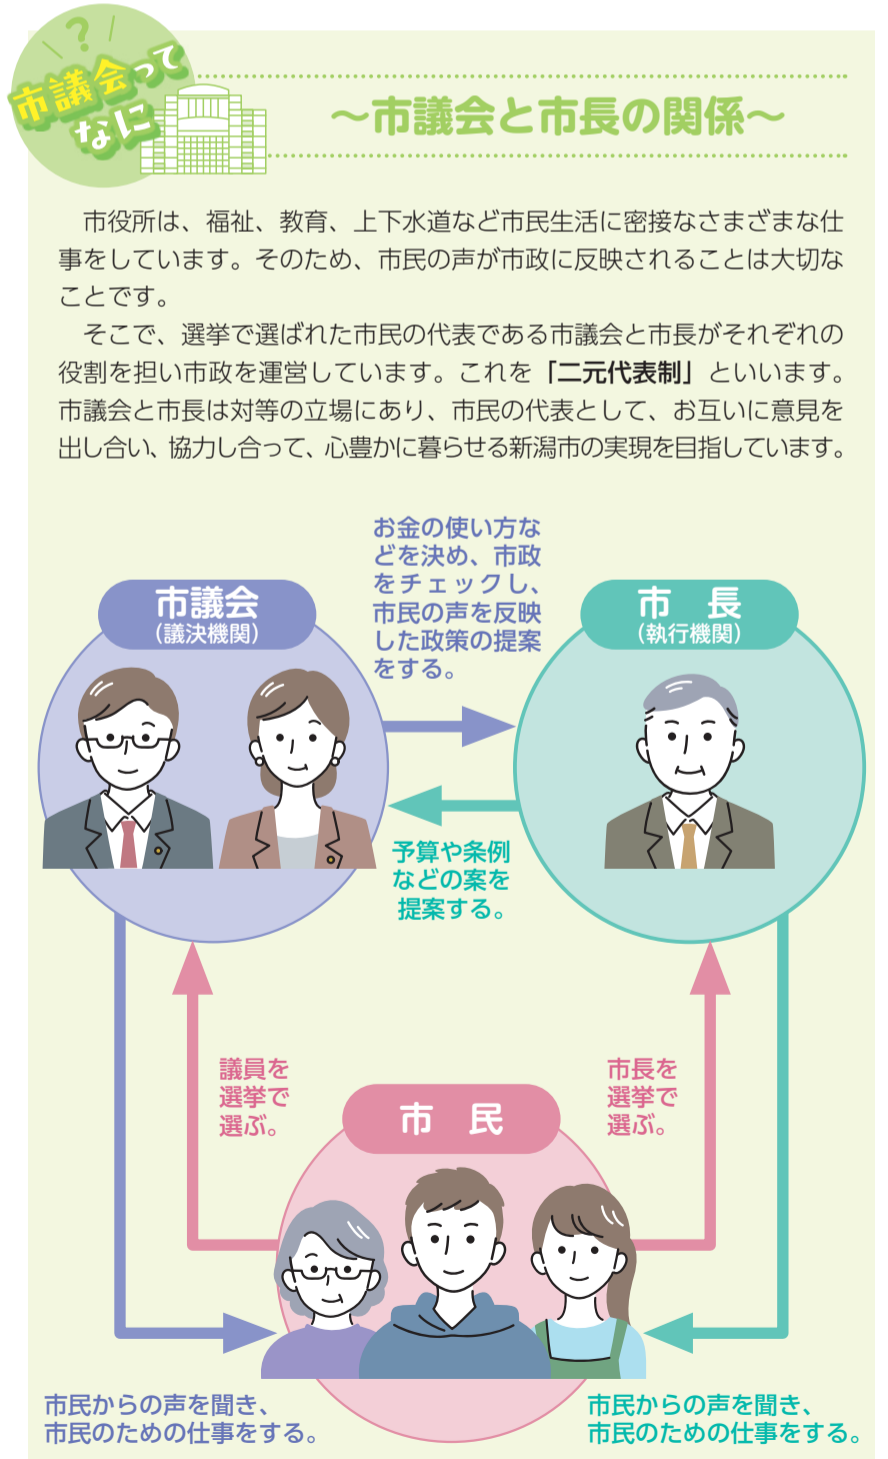 ?
市議会って
なに
～市議会と市長の関係～
　市役所は、福祉、教育、上下水道など市民生活に密接なさまざまな仕
事をしています。そのため、市民の声が市政に反映されることは大切な
ことです。
　そこで、選挙で選ばれた市民の代表である市議会と市長がそれぞれの
役割を担い市政を運営しています。これを「二元代表制」といいます。
市議会と市長は対等の立場にあり、市民の代表として、お互いに意見を
出し合い、協力し合って、心豊かに暮らせる新潟市の実現を目指しています。
お金の使い方な
どを決め、市政
をチェックし、
市民の声を反映
した政策の提案
をする。
市議会
（議決機関）
市　長
（執行機関）
予算や条例
などの案を
提案する。
議員を
選挙で
選ぶ。
市長を
選挙で
選ぶ。
市　民
市民からの声を聞き、
市民のための仕事をする。
市民からの声を聞き、
市民のための仕事をする。